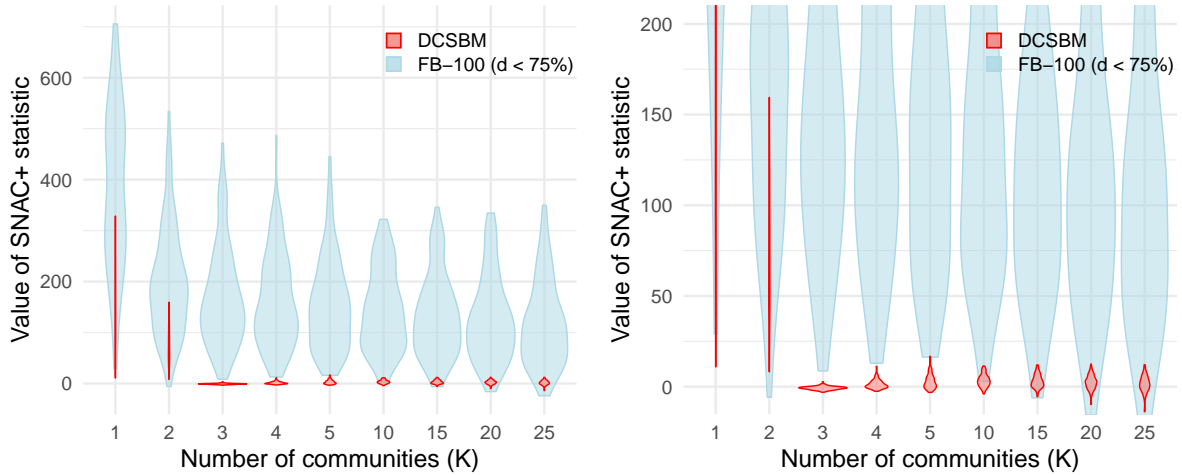 Value of SNAC+ statistic
600
400
200
0
DCSBM
FB−100 (d < 75%)
1 2 3 4 5 10 15 20 25
Number of communities (K)
Value of SNAC+ statistic
200
150
100
50
0
DCSBM
FB−100 (d < 75%)
1 2 3 4 5 10 15 20 25
Number of communities (K)